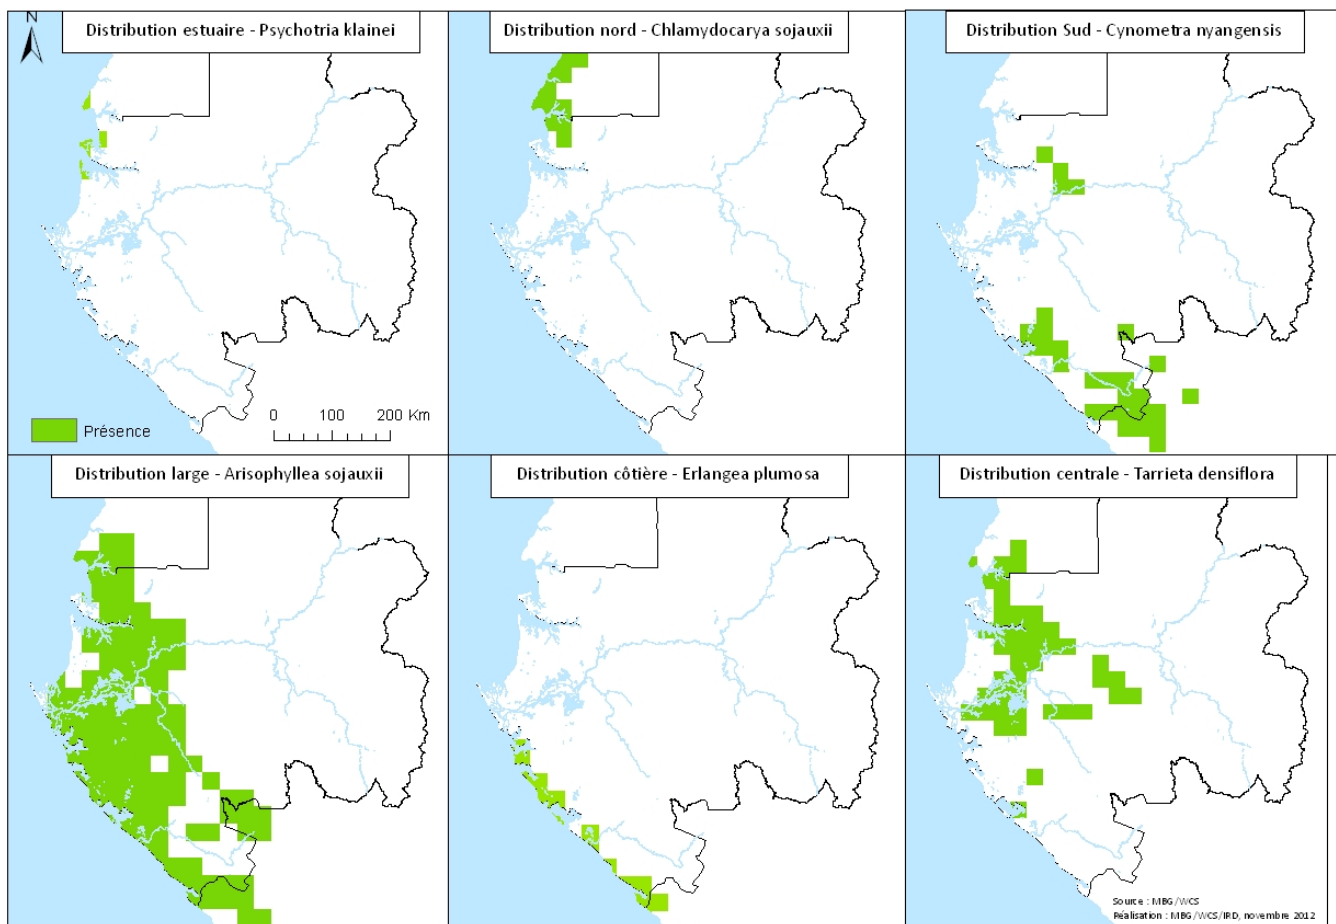 N
Distribution estuaire - Psychotria klainei
Distribution nord - Chlamydocarya sojauxii
Distribution Sud - Cynometra nyangensis
0 100 200 Km
Présence
Distribution large - Arisophyllea sojauxii
Distribution côtière - Erlangea plumosa
Distribution centrale - Tarrieta densiflora
Source : MBG/WCS
Réalisation : MBG/WCS/IRD, novembre 2012